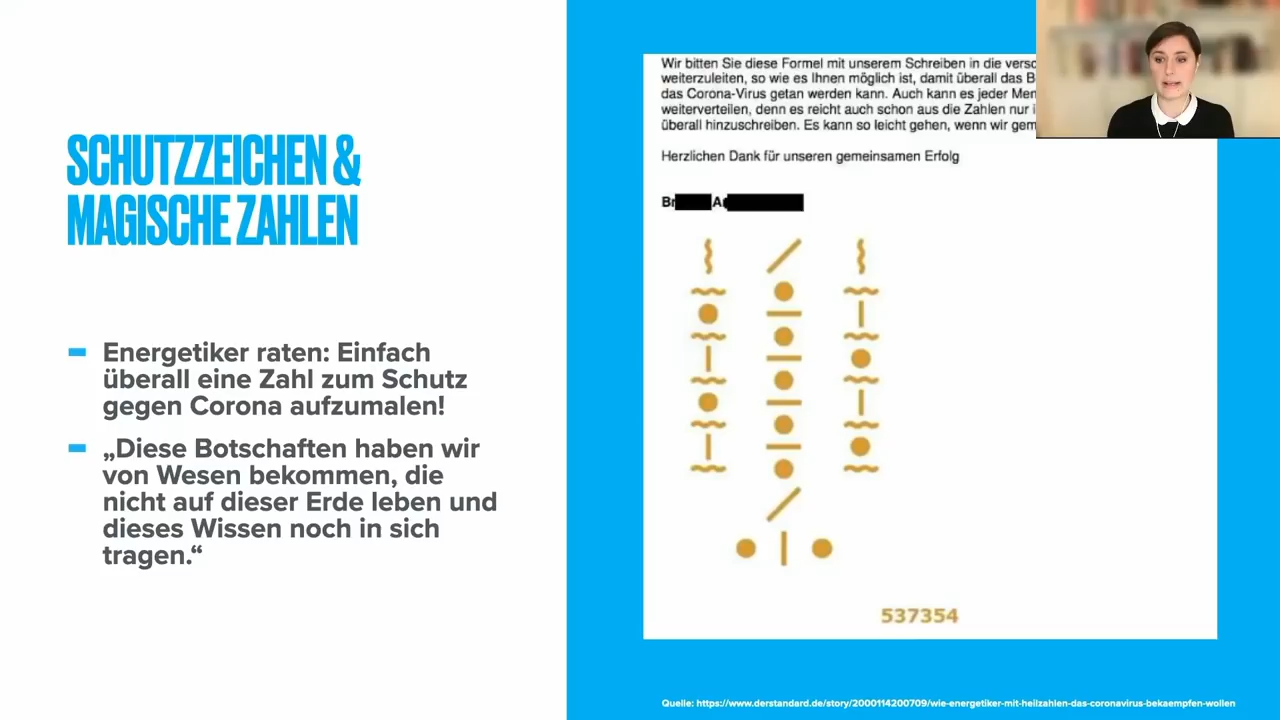 SCHUTZZEICHEN &
MAGISCHE ZAHLEN
Energetiker raten: Einfach
überall eine Zahl zum Schutz
gegen Corona aufzumalen!
„Diese Botschaften haben wir
von Wesen bekommen, die
nicht auf dieser Erde leben und
dieses Wissen noch in sich
tragen.“
Wir bitten Sie diese Formel mit unserem Schreiben in die
weiterzuleiten, so wie es Ihnen möglich ist, damit überall das
das Corona-Virus getan werden kann. Auch kann es jeder
weiterverteilen, denn es reicht auch schon aus die Zahlen nur
überall hinzuschreiben. Es kann so leicht gehen, wenn wir
Herzlichen Dank für unseren gemeinsamen Erfolg
537354
Quelle: https://www.derstandard.de/story/2000114200709/wie-energetiker-mit-heilzahlen-das-coronavirus-bekaempfen-wollen